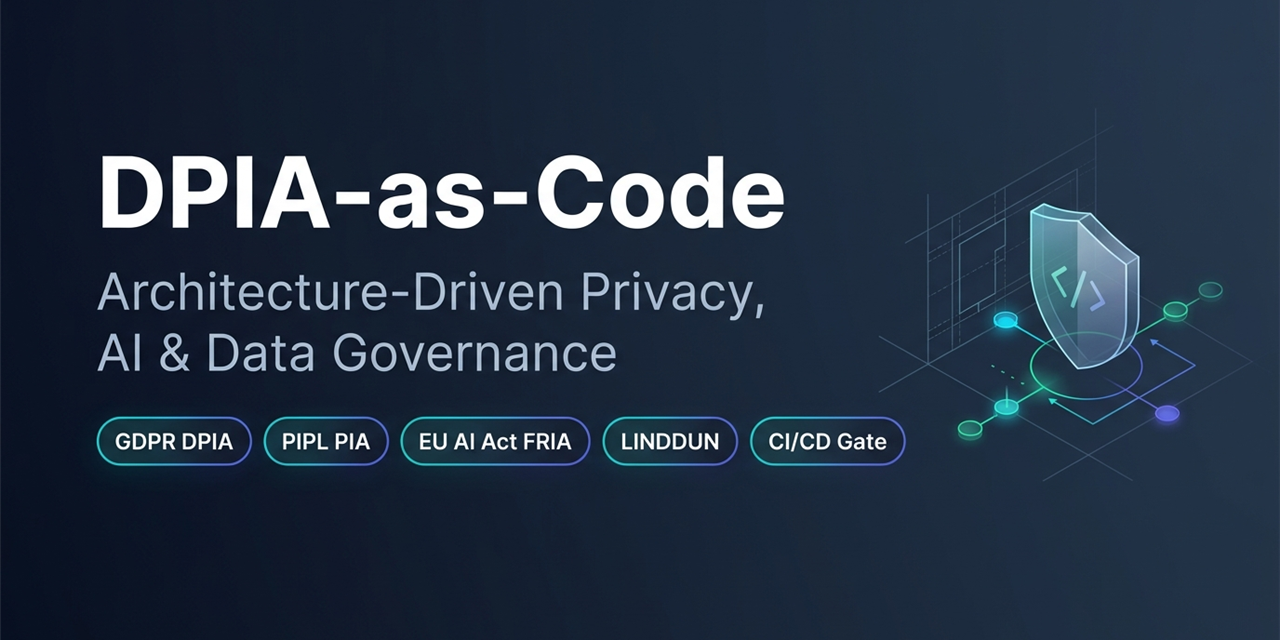 DPIA-as-Code
Architecture-Driven Privacy,
AI & Data Governance
GDPR DPIA PIPL PIA EU AI Act FRIA LINDDUN CI/CD Gate
</>